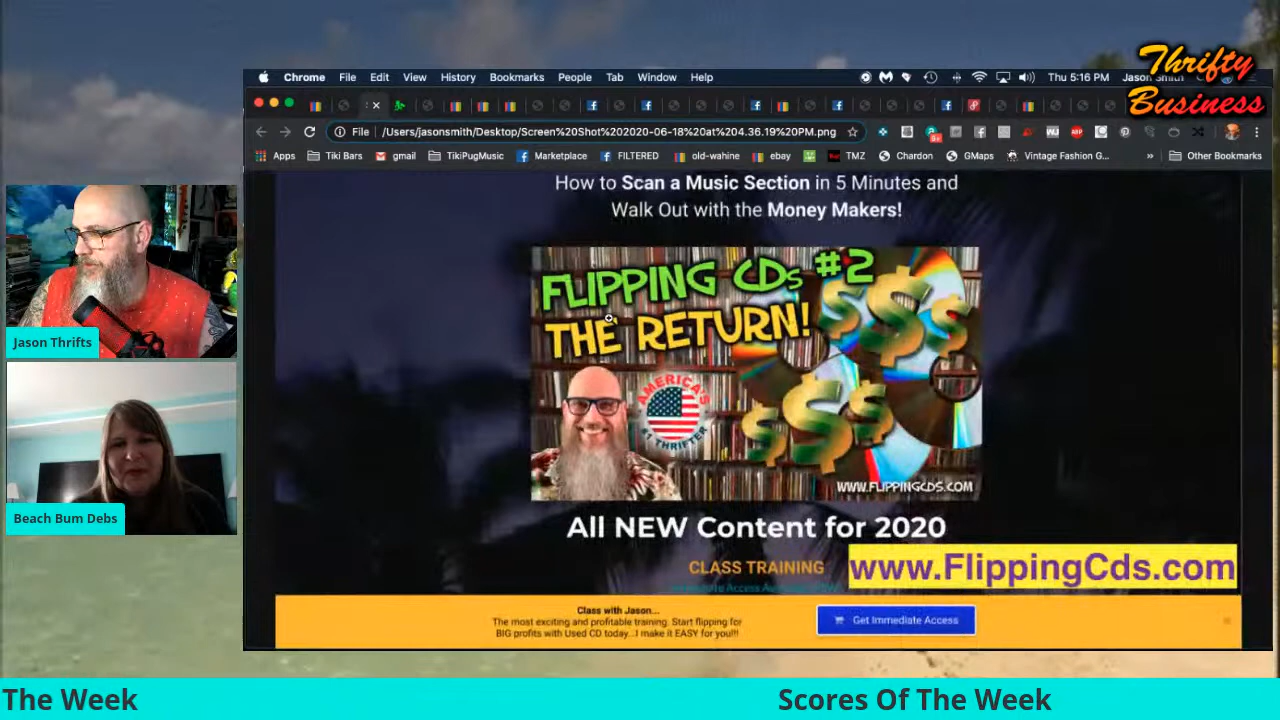 Thrifty
Business
Chrome File Edit View History Bookmarks People Tab Window Help
Thu 5:16 PM Jason Smith
File /Users/jasonsmith/Desktop/Screen%20Shot%202020-06-18%20at%204.36.19%20PM.png
Apps Tiki Bars gmail TikiPugMusic Marketplace FILTERED old-wahine ebay TMZ Chardon GMaps Vintage Fashion G... » Other Bookmarks
How to Scan a Music Section in 5 Minutes and
Walk Out with the Money Makers!
FLIPPING CDs #2
THE RETURN!
AMERICA'S
#1 THRIFTER
WWW.FLIPPINGCDS.COM
All NEW Content for 2020
CLASS TRAINING
www.FlippingCds.com
Class with Jason...
The most exciting and profitable training. Start flipping for
BIG profits with Used CD today...I make it EASY for you!!!
Get Immediate Access
Jason Thrifts
Beach Bum Debs
The Week
Scores Of The Week